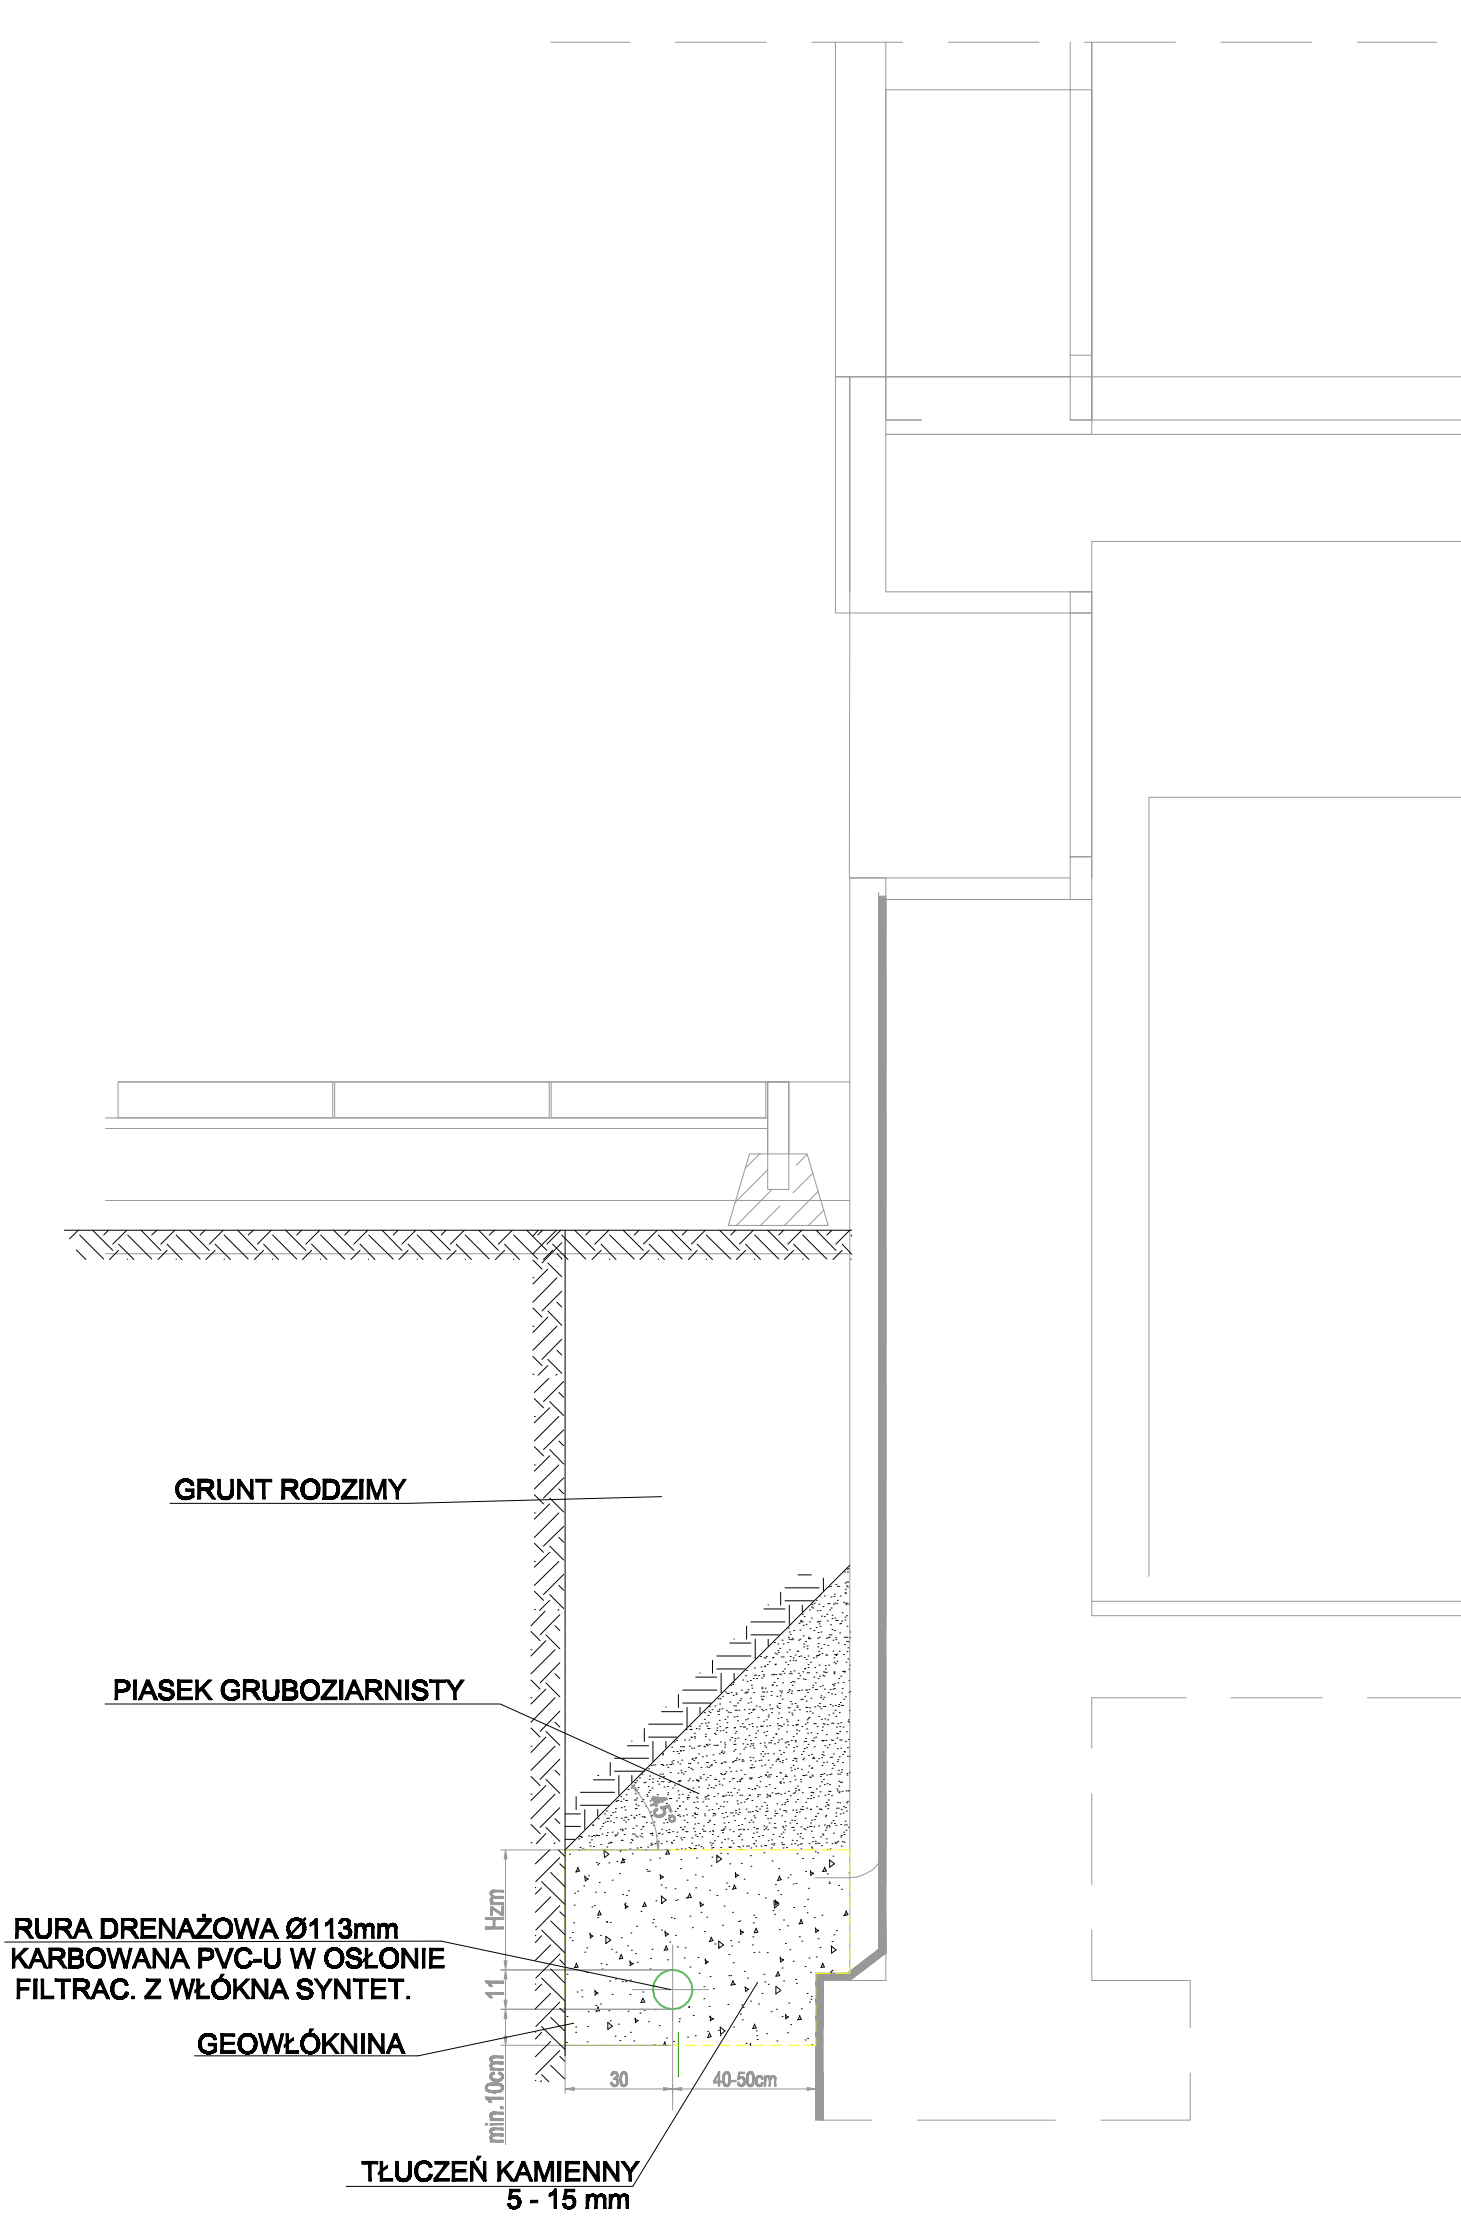 GRUNT RODZIMY
PIASEK GRUBOZIARNISTY
45°
Hzm
RURA DRENAŻOWA Ø113mm
KARBOWANA PVC-U W OSŁONIE
FILTRAC. Z WŁÓKNA SYNTET.
11
GEOWŁÓKNINA
min.10cm
30
40-50cm
TŁUCZEŃ KAMIENNY
5 - 15 mm